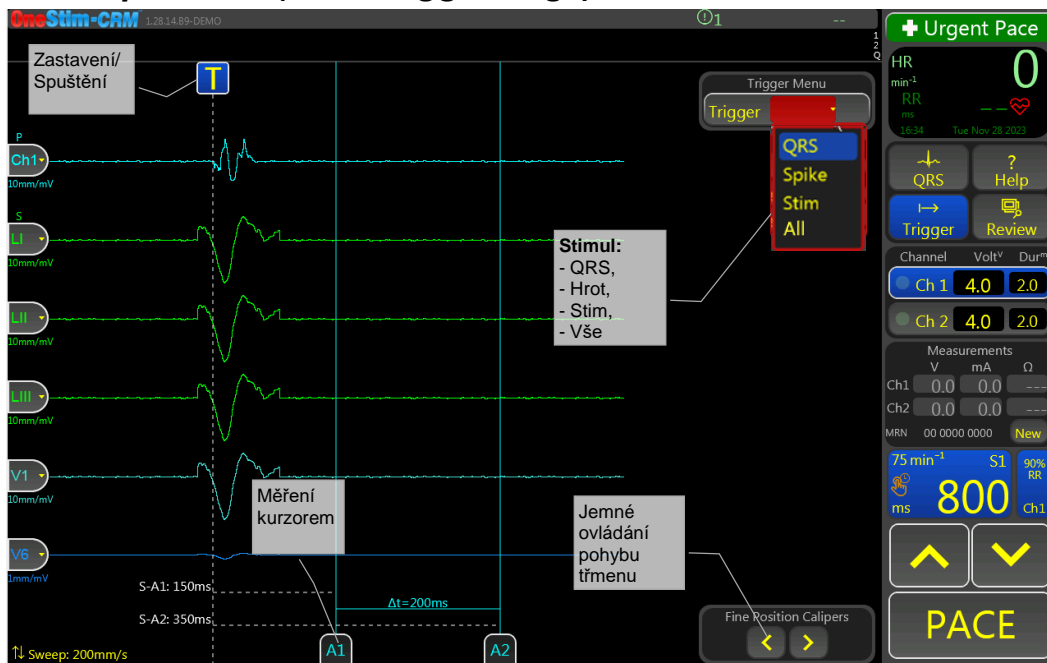 OneStim-CRM 1.28.14.B9-DEMO
1
--
1
2
Q
Urgent Pace
Zastavení/
Spuštění
T
Trigger Menu
Trigger
QRS
Spike
Stim
All
HR
min-1
0
RR
ms
--
16:34 Tue Nov 28 2023
QRS
?
Help
Trigger
Review
P
Ch1
10mm/mV
S
LI
10mm/mV
LII
10mm/mV
LIII
10mm/mV
V1
10mm/mV
V6
1mm/mV
Stimul:
- QRS,
- Hrot,
- Stim,
- Vše
Channel Volt V Dur m
Ch 1 4.0 2.0
Ch 2 4.0 2.0
Measurements
V mA Ω
Ch1 0.0 0.0 ---
Ch2 0.0 0.0 ---
MRN 00 0000 0000 New
Měření
kurzorem
Jemné
ovládání
pohybu
třmenu
75 min-1 S1
ms 800
90%
RR
Ch1
S-A1: 150ms
Δt=200ms
S-A2: 350ms
Fine Position Calipers
< >
A1
A2
PACE
Sweep: 200mm/s